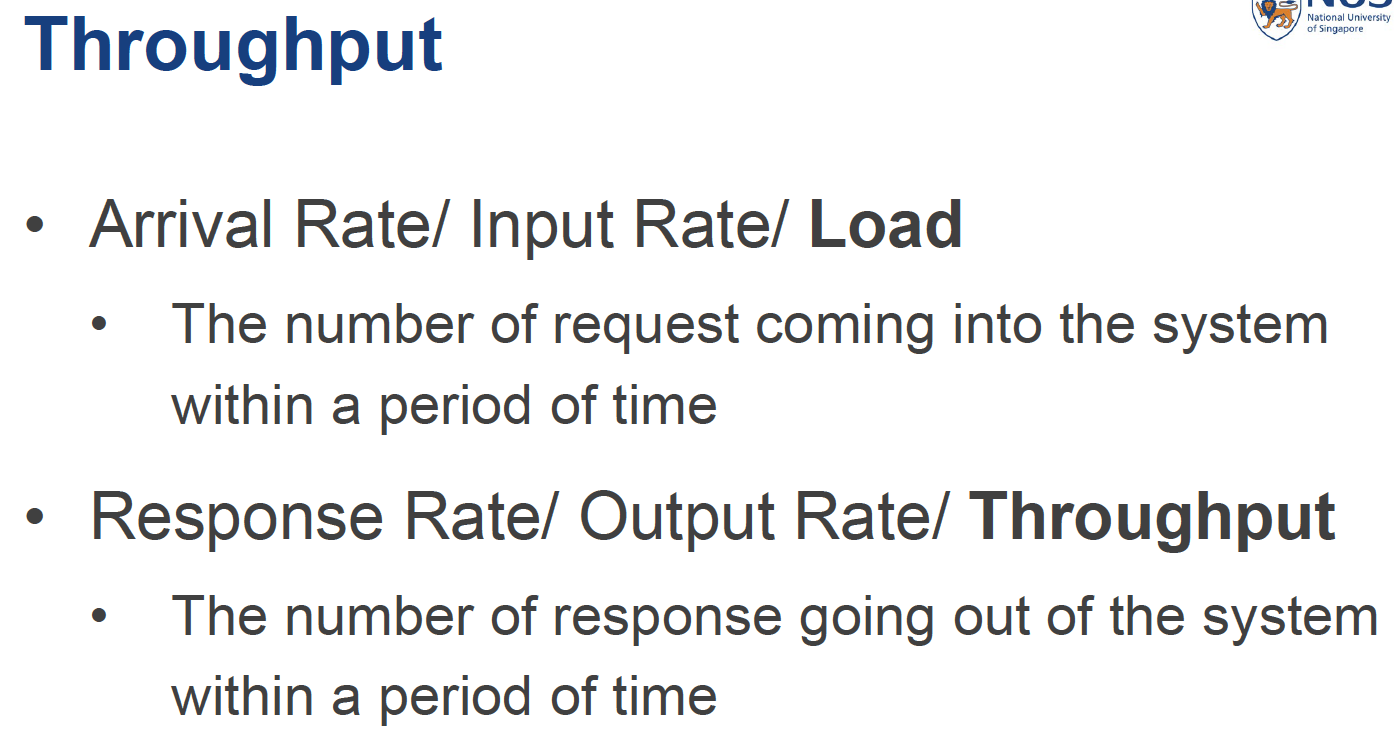 Throughput
NUS
National University
of Singapore
• Arrival Rate/ Input Rate/ Load
• The number of request coming into the system
within a period of time
• Response Rate/ Output Rate/ Throughput
• The number of response going out of the system
within a period of time